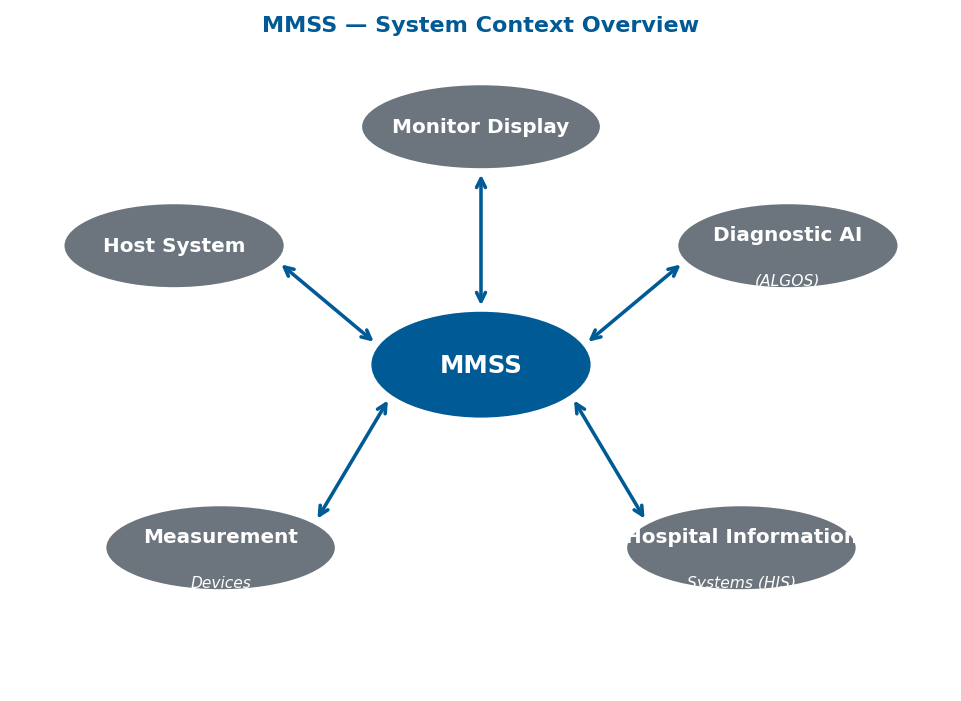 MMSS — System Context Overview
Monitor Display
Host System
Diagnostic AI
(ALGOS)
MMSS
Measurement
Devices
Hospital Information
Systems (HIS)